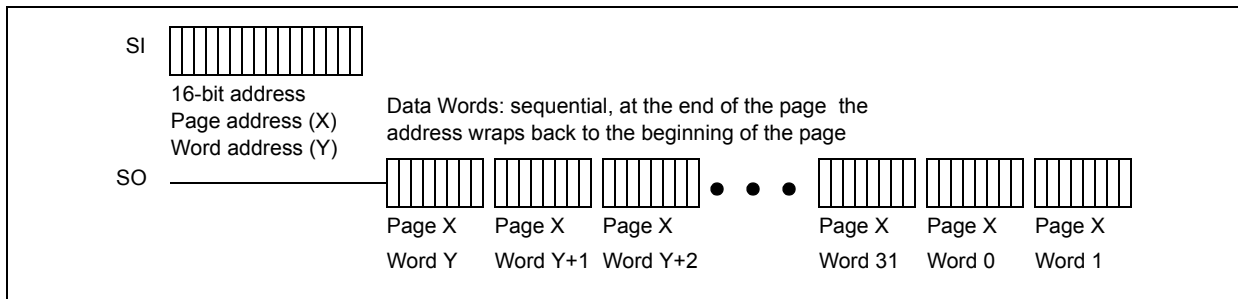 SI
16-bit address
Page address (X)
Word address (Y)
Data Words: sequential, at the end of the page the
address wraps back to the beginning of the page
SO
Page X Page X Page X Page X Page X Page X
Word Y Word Y+1 Word Y+2 Word 31 Word 0 Word 1